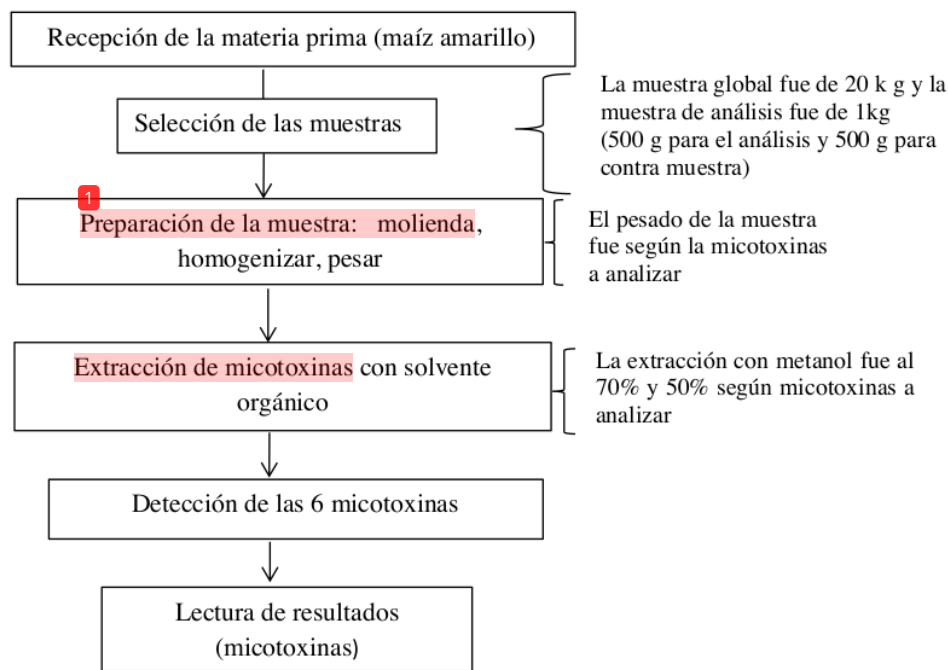 Recepción de la materia prima (maíz amarillo)
Selección de las muestras
La muestra global fue de 20 k g y la
muestra de análisis fue de 1kg
(500 g para el análisis y 500 g para
contra muestra)
1
Preparación de la muestra: molienda,
homogenizar, pesar
El pesado de la muestra
fue según la micotoxinas
a analizar
Extracción de micotoxinas con solvente
orgánico
La extracción con metanol fue al
70% y 50% según micotoxinas a
analizar
Detección de las 6 micotoxinas
Lectura de resultados
(micotoxinas)